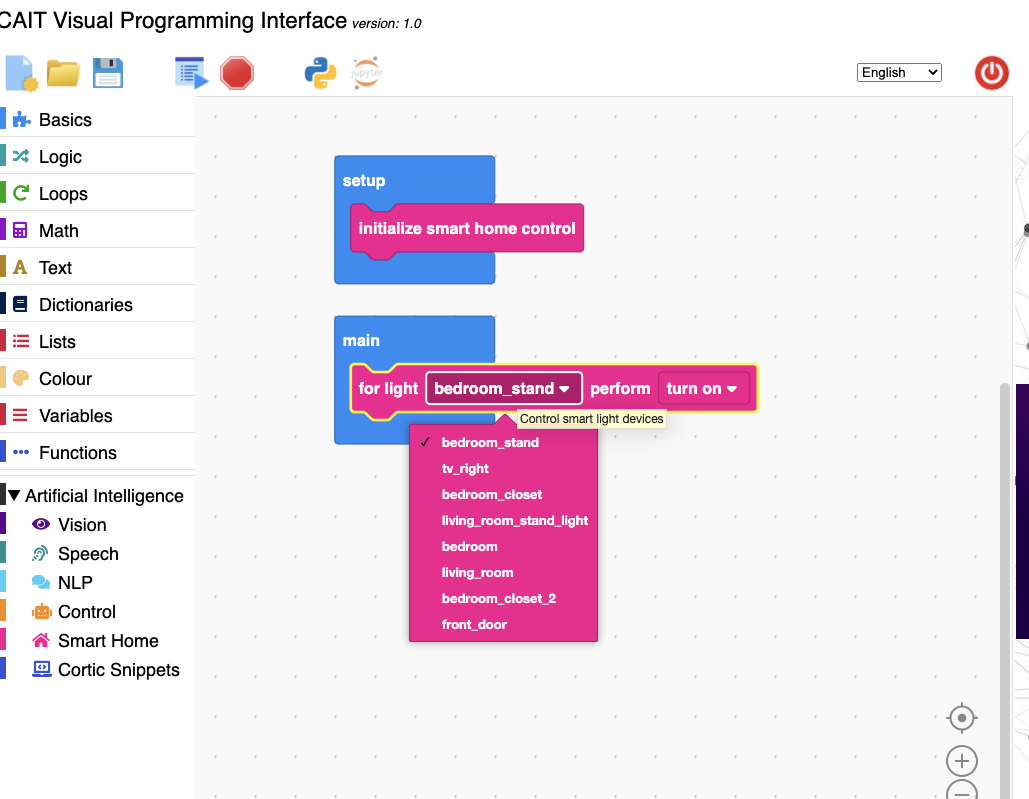 CAIT Visual Programming Interface version: 1.0
jupyter
English
Basics
Logic
Loops
Math
Text
Dictionaries
Lists
Colour
Variables
Functions
Artificial Intelligence
Vision
Speech
NLP
Control
Smart Home
Cortic Snippets
setup
initialize smart home control
main
for light bedroom_stand perform turn on
Control smart light devices
✓ bedroom_stand
tv_right
bedroom_closet
living_room_stand_light
bedroom
living_room
bedroom_closet_2
front_door